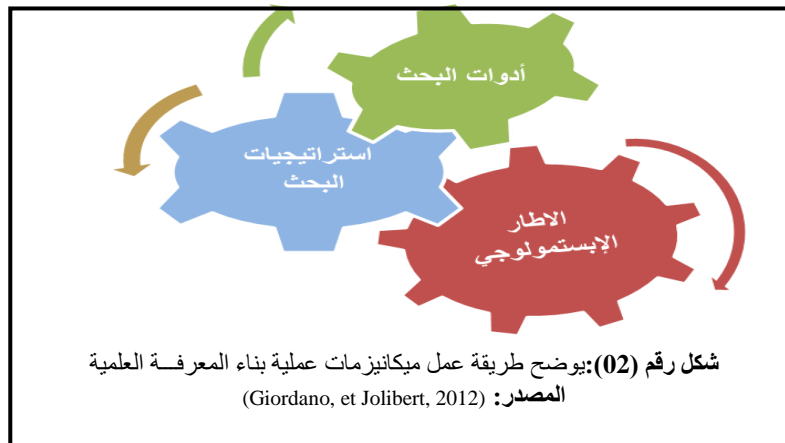 أدوات البحث
استراتيجيات
البحث
الاطار
الإبستمولوجي
شكل رقم (02):يوضح طريقة عمل ميكانيزمات عملية بناء المعرفـــة العلمية
المصدر: (Giordano, et Jolibert, 2012)